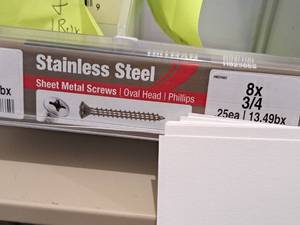 Stainless Steel
Sheet Metal Screws | Oval Head | Phillips
8x
3/4
.25ea | 13.49bx
bx